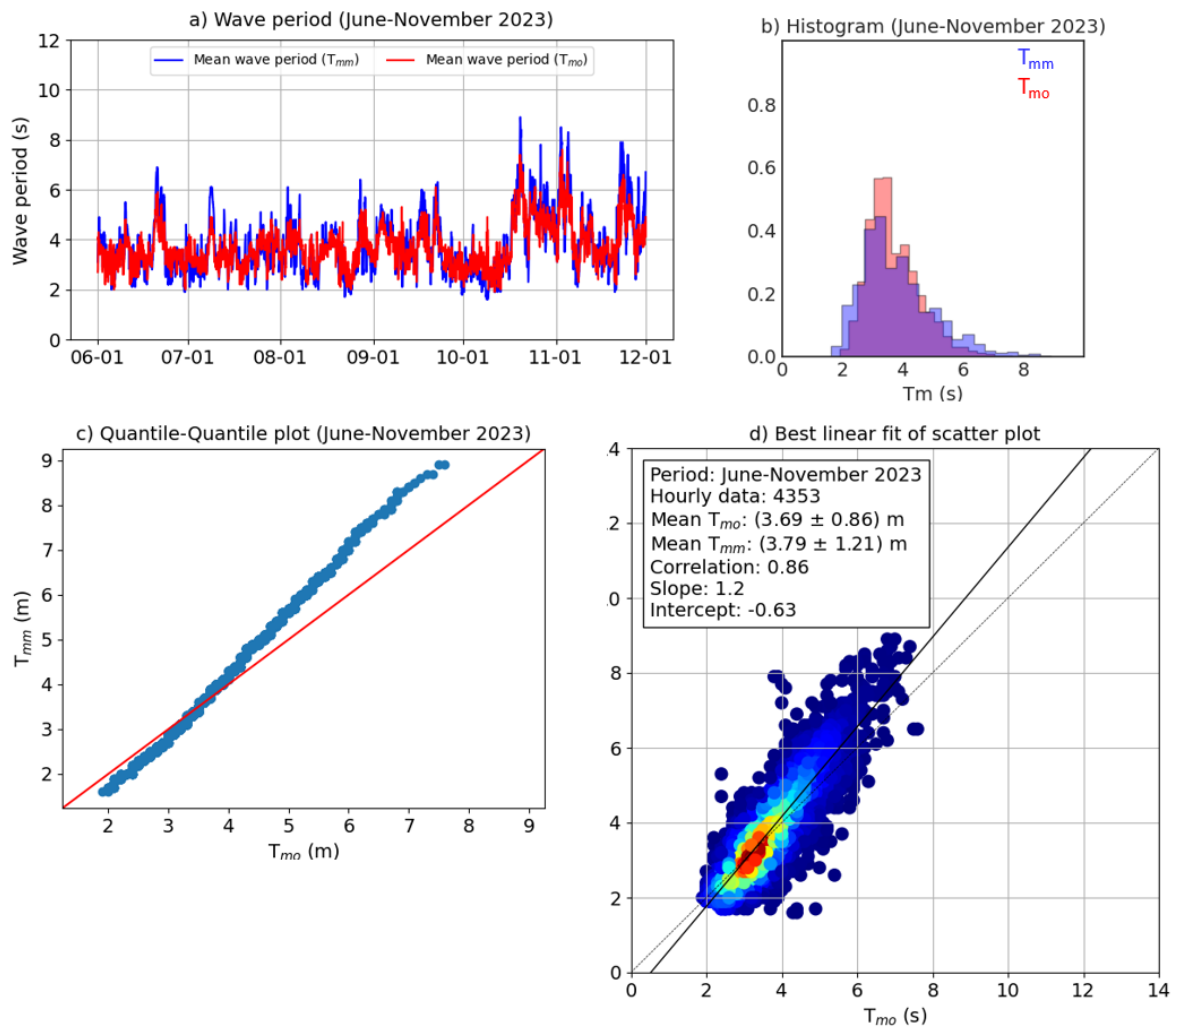 a) Wave period (June-November 2023)
Mean wave period (Tmm)
Mean wave period (Tmo)
Wave period (s)
12
10
8
6
4
2
0
06-01 07-01 08-01 09-01 10-01 11-01 12-01
b) Histogram (June-November 2023)
Tmm
Tmo
0.8
0.6
0.4
0.2
0.0
0 2 4 6 8
Tm (s)
c) Quantile-Quantile plot (June-November 2023)
Tmm (m)
9
8
7
6
5
4
3
2
2 3 4 5 6 7 8 9
Tmo (m)
d) Best linear fit of scatter plot
Period: June-November 2023
Hourly data: 4353
Mean Tmo: (3.69 ± 0.86) m
Mean Tmm: (3.79 ± 1.21) m
Correlation: 0.86
Slope: 1.2
Intercept: -0.63
.4
.2
.0
8
6
4
2
0
0 2 4 6 8 10 12 14
Tmo (s)